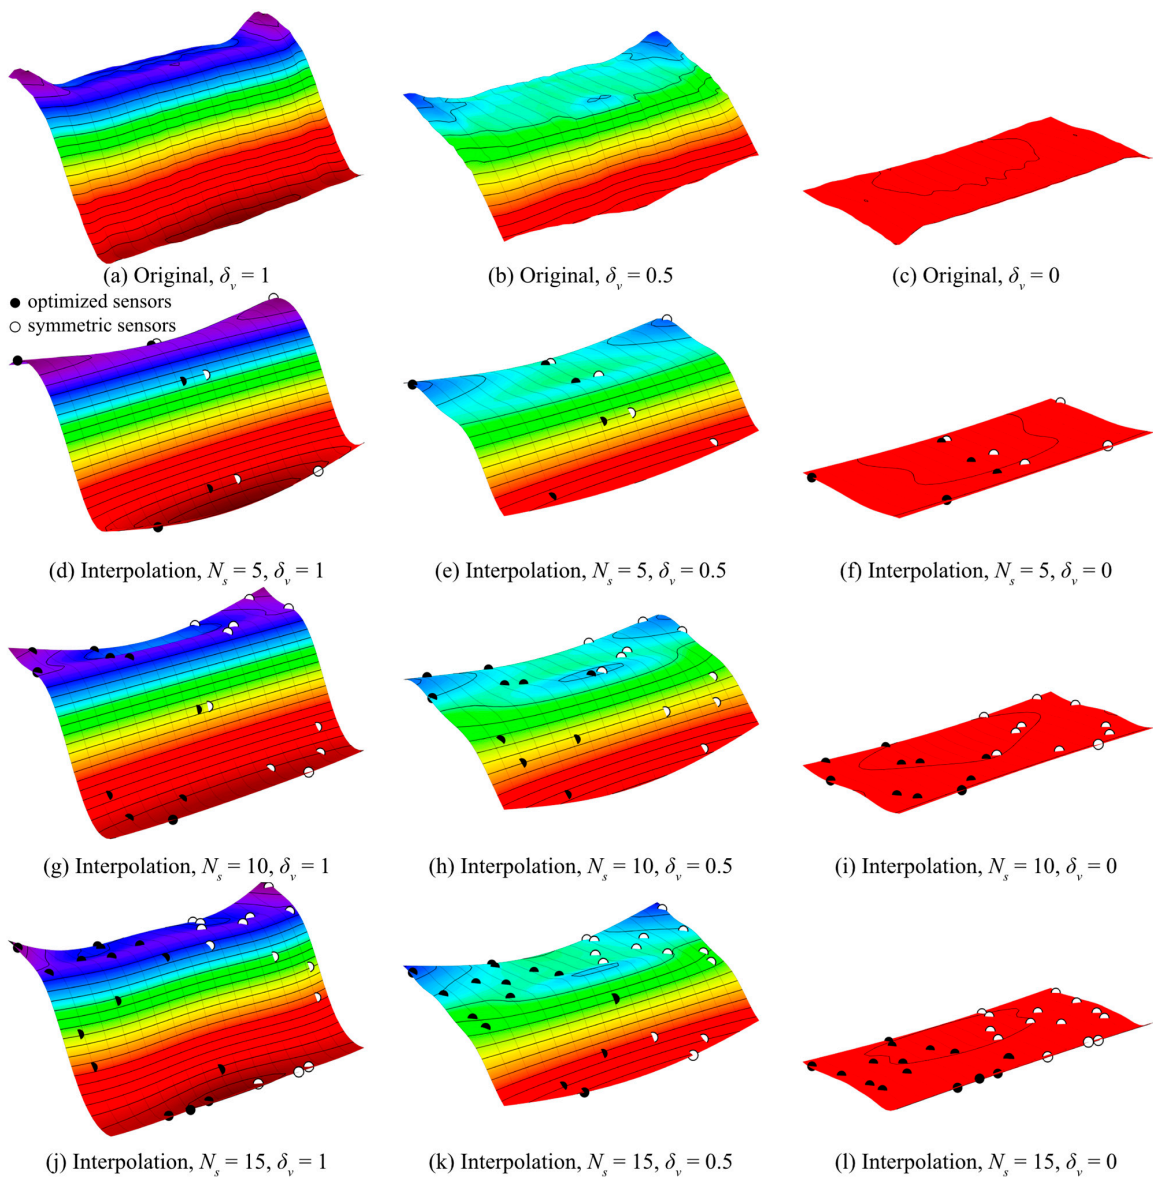 (a) Original, δᵥ = 1
(b) Original, δᵥ = 0.5
(c) Original, δᵥ = 0
optimized sensors
symmetric sensors
(d) Interpolation, Nₛ = 5, δᵥ = 1
(e) Interpolation, Nₛ = 5, δᵥ = 0.5
(f) Interpolation, Nₛ = 5, δᵥ = 0
(g) Interpolation, Nₛ = 10, δᵥ = 1
(h) Interpolation, Nₛ = 10, δᵥ = 0.5
(i) Interpolation, Nₛ = 10, δᵥ = 0
(j) Interpolation, Nₛ = 15, δᵥ = 1
(k) Interpolation, Nₛ = 15, δᵥ = 0.5
(l) Interpolation, Nₛ = 15, δᵥ = 0